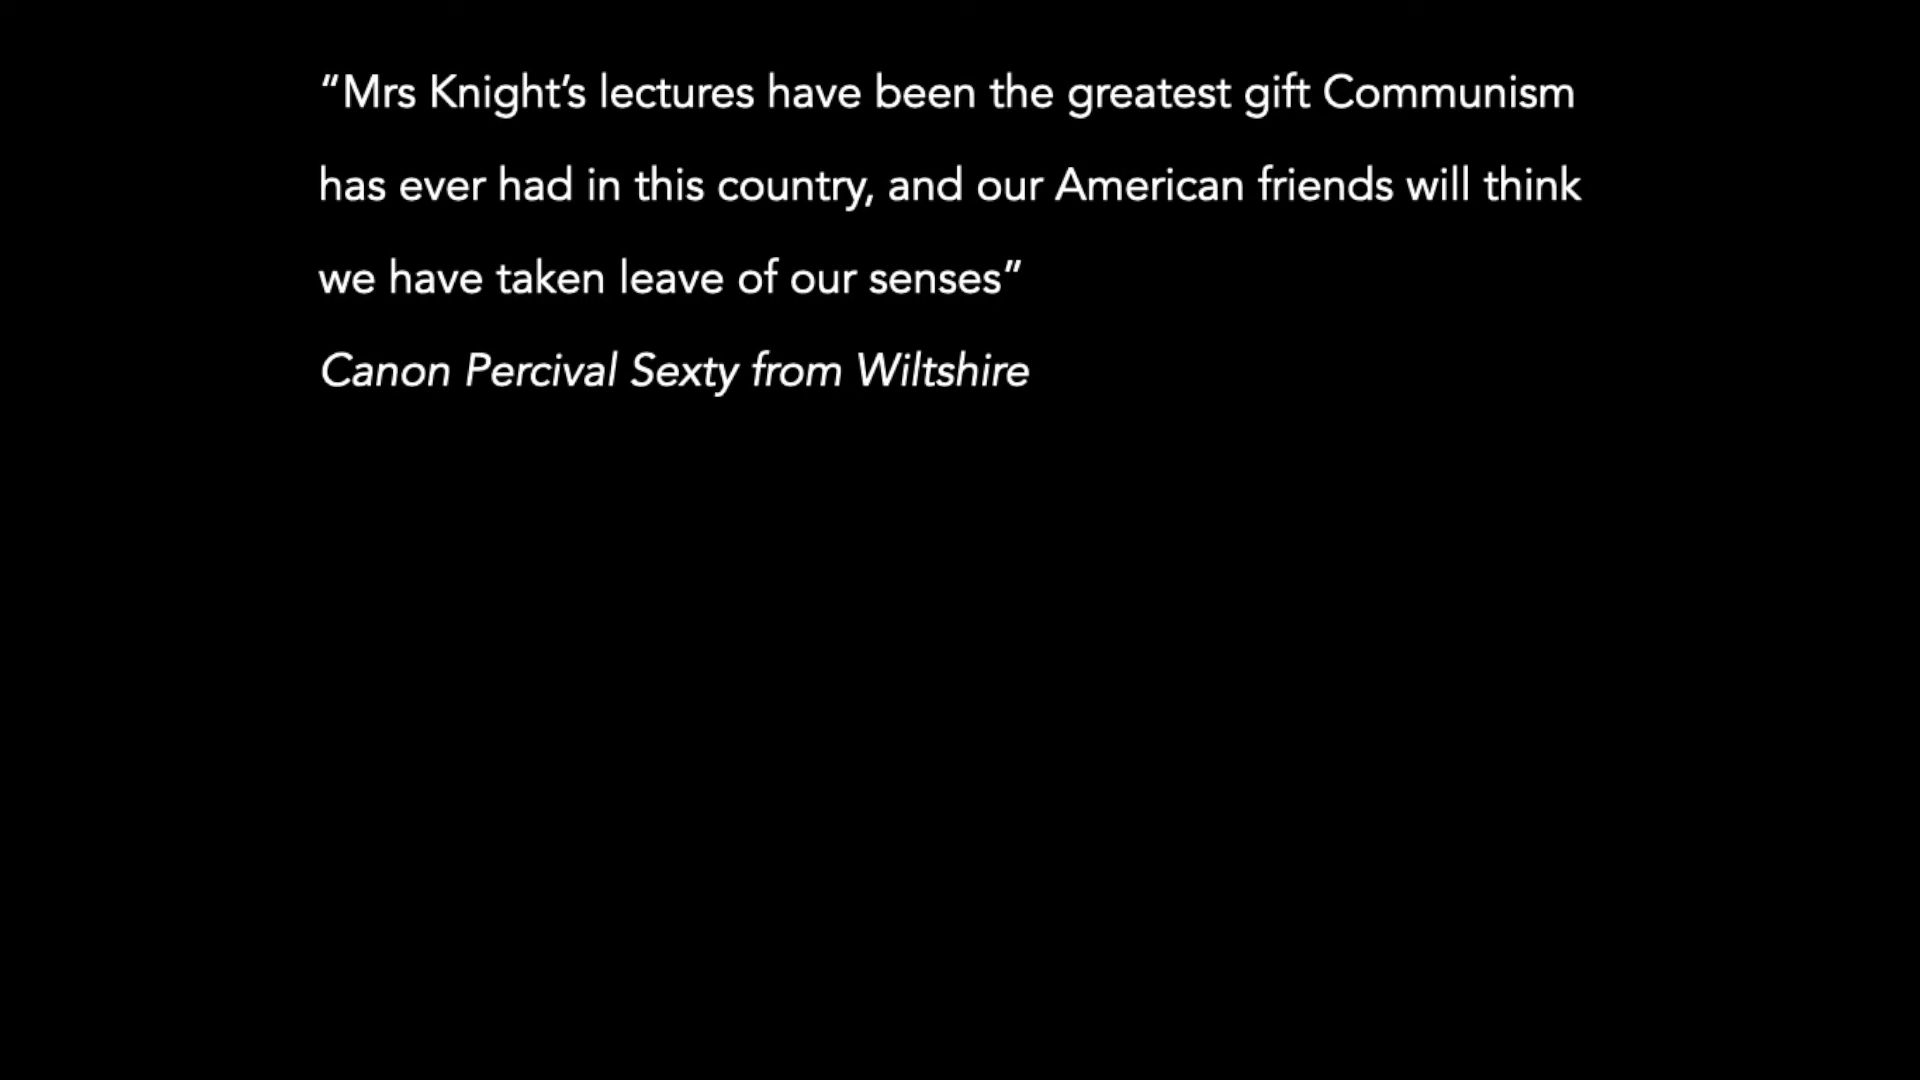 “Mrs Knight’s lectures have been the greatest gift Communism
has ever had in this country, and our American friends will think
we have taken leave of our senses”
Canon Percival Sexty from Wiltshire